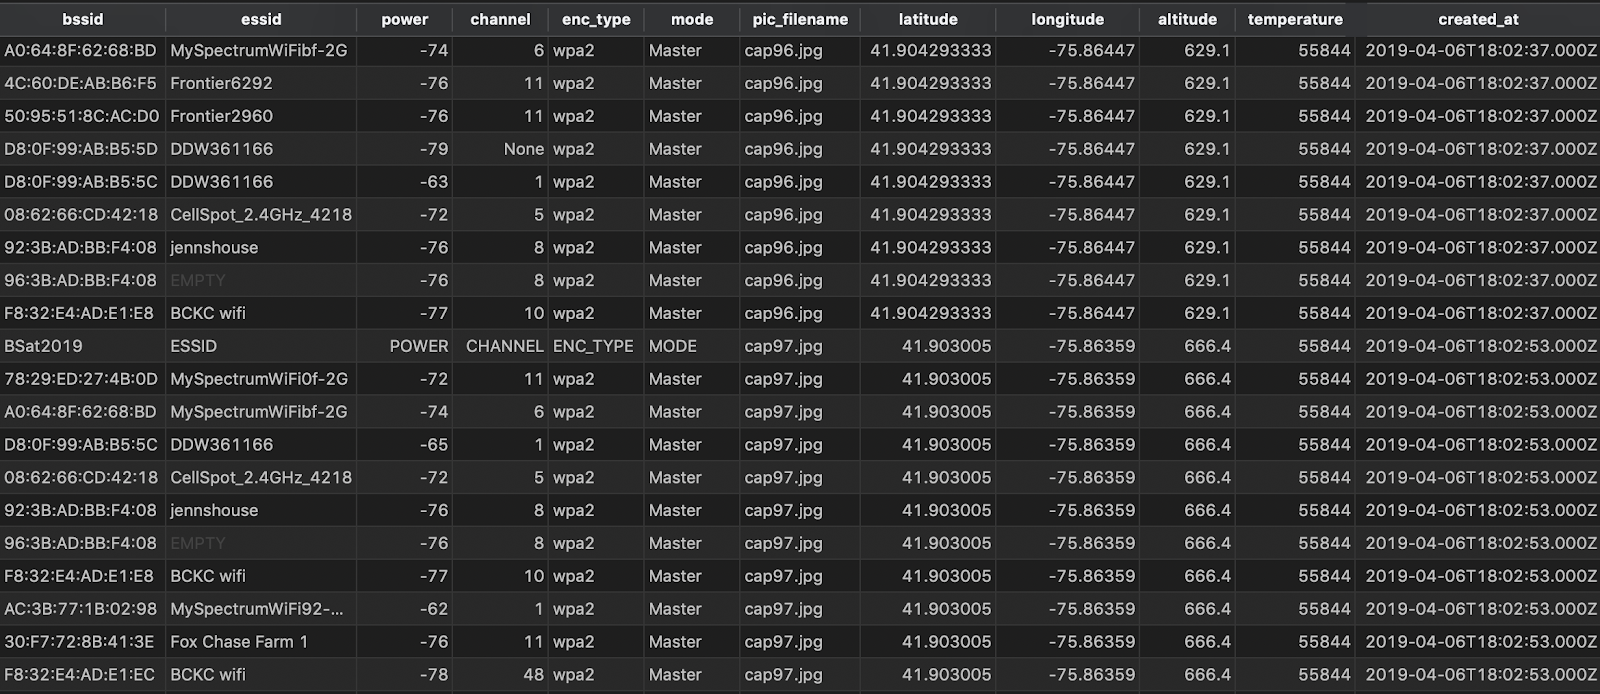 bssid essid power channel enc_type mode pic_filename latitude longitude altitude temperature created_at
A0:64:8F:62:68:BD MySpectrumWiFibf-2G -74 6 wpa2 Master cap96.jpg 41.904293333 -75.86447 629.1 55844 2019-04-06T18:02:37.000Z
4C:60:DE:AB:B6:F5 Frontier6292 -76 11 wpa2 Master cap96.jpg 41.904293333 -75.86447 629.1 55844 2019-04-06T18:02:37.000Z
50:95:51:8C:AC:D0 Frontier2960 -76 11 wpa2 Master cap96.jpg 41.904293333 -75.86447 629.1 55844 2019-04-06T18:02:37.000Z
D8:0F:99:AB:B5:5D DDW361166 -79 None wpa2 Master cap96.jpg 41.904293333 -75.86447 629.1 55844 2019-04-06T18:02:37.000Z
D8:0F:99:AB:B5:5C DDW361166 -63 1 wpa2 Master cap96.jpg 41.904293333 -75.86447 629.1 55844 2019-04-06T18:02:37.000Z
08:62:66:CD:42:18 CellSpot_2.4GHz_4218 -72 5 wpa2 Master cap96.jpg 41.904293333 -75.86447 629.1 55844 2019-04-06T18:02:37.000Z
92:3B:AD:BB:F4:08 jennshouse -76 8 wpa2 Master cap96.jpg 41.904293333 -75.86447 629.1 55844 2019-04-06T18:02:37.000Z
96:3B:AD:BB:F4:08 EMPTY -76 8 wpa2 Master cap96.jpg 41.904293333 -75.86447 629.1 55844 2019-04-06T18:02:37.000Z
F8:32:E4:AD:E1:E8 BCKC wifi -77 10 wpa2 Master cap96.jpg 41.904293333 -75.86447 629.1 55844 2019-04-06T18:02:37.000Z
BSat2019 ESSID POWER CHANNEL ENC_TYPE MODE cap97.jpg 41.903005 -75.86359 666.4 55844 2019-04-06T18:02:53.000Z
78:29:ED:27:4B:0D MySpectrumWiFi0f-2G -72 11 wpa2 Master cap97.jpg 41.903005 -75.86359 666.4 55844 2019-04-06T18:02:53.000Z
A0:64:8F:62:68:BD MySpectrumWiFibf-2G -74 6 wpa2 Master cap97.jpg 41.903005 -75.86359 666.4 55844 2019-04-06T18:02:53.000Z
D8:0F:99:AB:B5:5C DDW361166 -65 1 wpa2 Master cap97.jpg 41.903005 -75.86359 666.4 55844 2019-04-06T18:02:53.000Z
08:62:66:CD:42:18 CellSpot_2.4GHz_4218 -72 5 wpa2 Master cap97.jpg 41.903005 -75.86359 666.4 55844 2019-04-06T18:02:53.000Z
92:3B:AD:BB:F4:08 jennshouse -76 8 wpa2 Master cap97.jpg 41.903005 -75.86359 666.4 55844 2019-04-06T18:02:53.000Z
96:3B:AD:BB:F4:08 EMPTY -76 8 wpa2 Master cap97.jpg 41.903005 -75.86359 666.4 55844 2019-04-06T18:02:53.000Z
F8:32:E4:AD:E1:E8 BCKC wifi -77 10 wpa2 Master cap97.jpg 41.903005 -75.86359 666.4 55844 2019-04-06T18:02:53.000Z
AC:3B:77:1B:02:98 MySpectrumWiFi92-... -62 1 wpa2 Master cap97.jpg 41.903005 -75.86359 666.4 55844 2019-04-06T18:02:53.000Z
30:F7:72:8B:41:3E Fox Chase Farm 1 -76 11 wpa2 Master cap97.jpg 41.903005 -75.86359 666.4 55844 2019-04-06T18:02:53.000Z
F8:32:E4:AD:E1:EC BCKC wifi -78 48 wpa2 Master cap97.jpg 41.903005 -75.86359 666.4 55844 2019-04-06T18:02:53.000Z